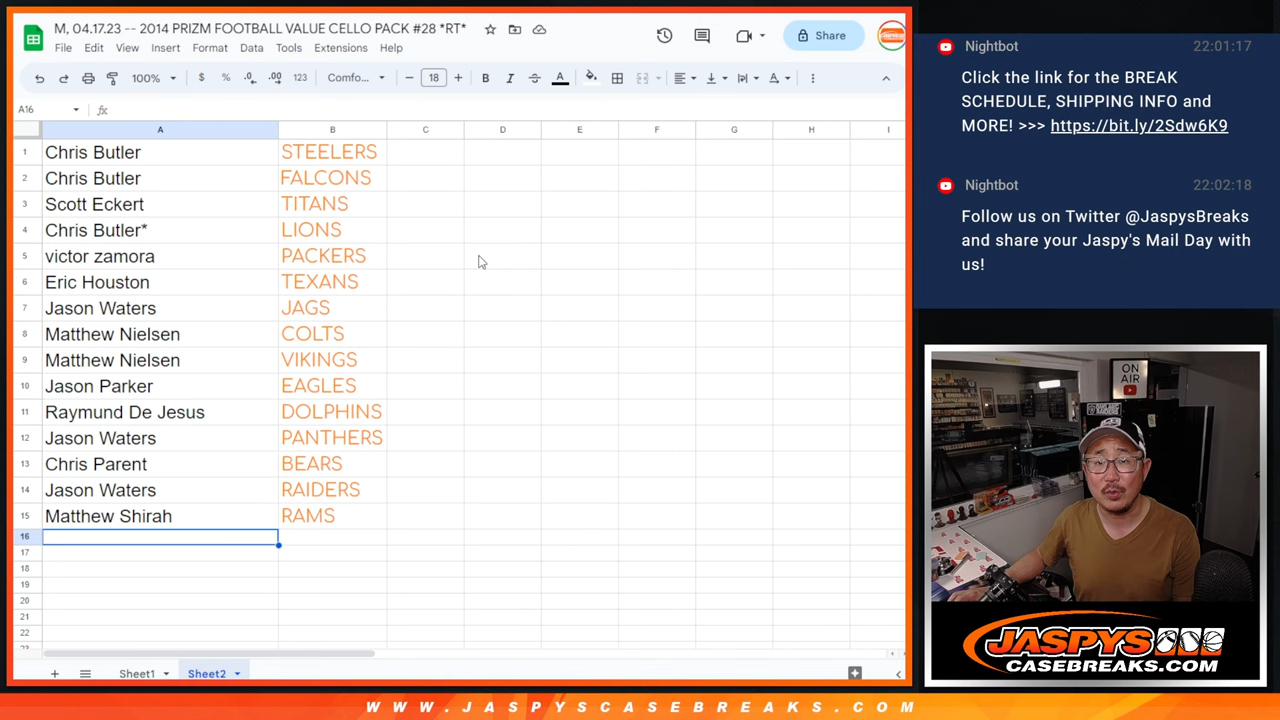 M, 04.17.23 -- 2014 PRIZM FOOTBALL VALUE CELLO PACK #28 *RT*
File Edit View Insert Format Data Tools Extensions Help
Share
100% $ % .0 .00 123 Comfo... 18 B I A
A16 fx
A B C D E F G H I
1 Chris Butler STEELERS
2 Chris Butler FALCONS
3 Scott Eckert TITANS
4 Chris Butler* LIONS
5 victor zamora PACKERS
6 Eric Houston TEXANS
7 Jason Waters JAGS
8 Matthew Nielsen COLTS
9 Matthew Nielsen VIKINGS
10 Jason Parker EAGLES
11 Raymund De Jesus DOLPHINS
12 Jason Waters PANTHERS
13 Chris Parent BEARS
14 Jason Waters RAIDERS
15 Matthew Shirah RAMS
16
17
18
19
20
21
22
23
Sheet1 Sheet2
Nightbot 22:01:17
Click the link for the BREAK
SCHEDULE, SHIPPING INFO and
MORE! >>> https://bit.ly/2Sdw6K9
Nightbot 22:02:18
Follow us on Twitter @JaspysBreaks
and share your Jaspy's Mail Day with
us!
ON
AIR
JASPYS
CASEBREAKS.COM
WWW.JASPYSCASEBREAKS.COM